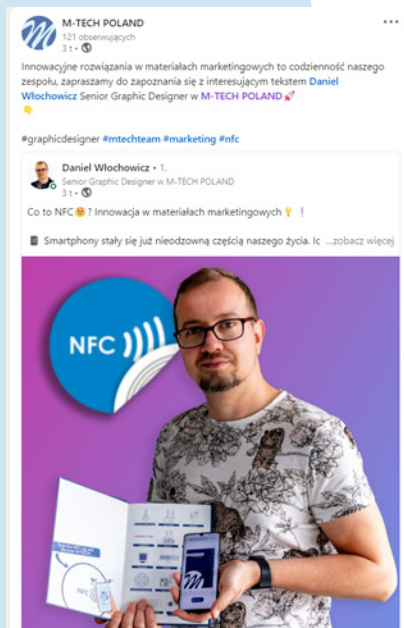 M-TECH POLAND
121 obserwujących
3 t •
Innowacyjne rozwiązania w materiałach marketingowych to codzienność naszego
zespołu, zapraszamy do zapoznania się z interesującym tekstem Daniel
Włochowicz Senior Graphic Designer w M-TECH POLAND 🚀
👇
#graphicdesigner #mtechteam #marketing #nfc
Daniel Włochowicz • 1.
Senior Graphic Designer w M-TECH POLAND
3 t •
Co to NFC🤨? Innowacja w materiałach marketingowych💡 ❕
📱 Smartphony stały się już nieodzowną częścią naszego życia. Ic ...zobacz więcej
NFC
NFC